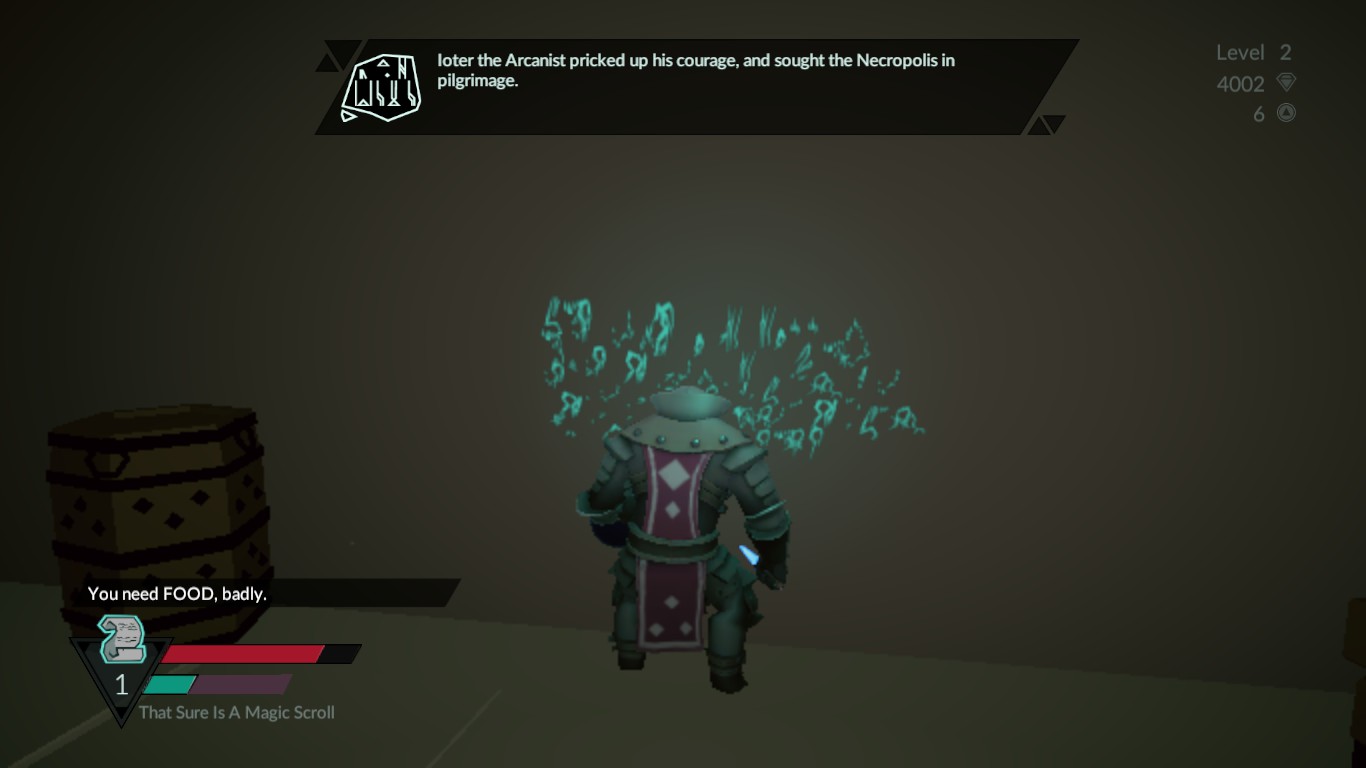 Ioter the Arcanist pricked up his courage, and sought the Necropolis in
pilgrimage.
Level 2
4002
6
You need FOOD, badly.
1
That Sure Is A Magic Scroll